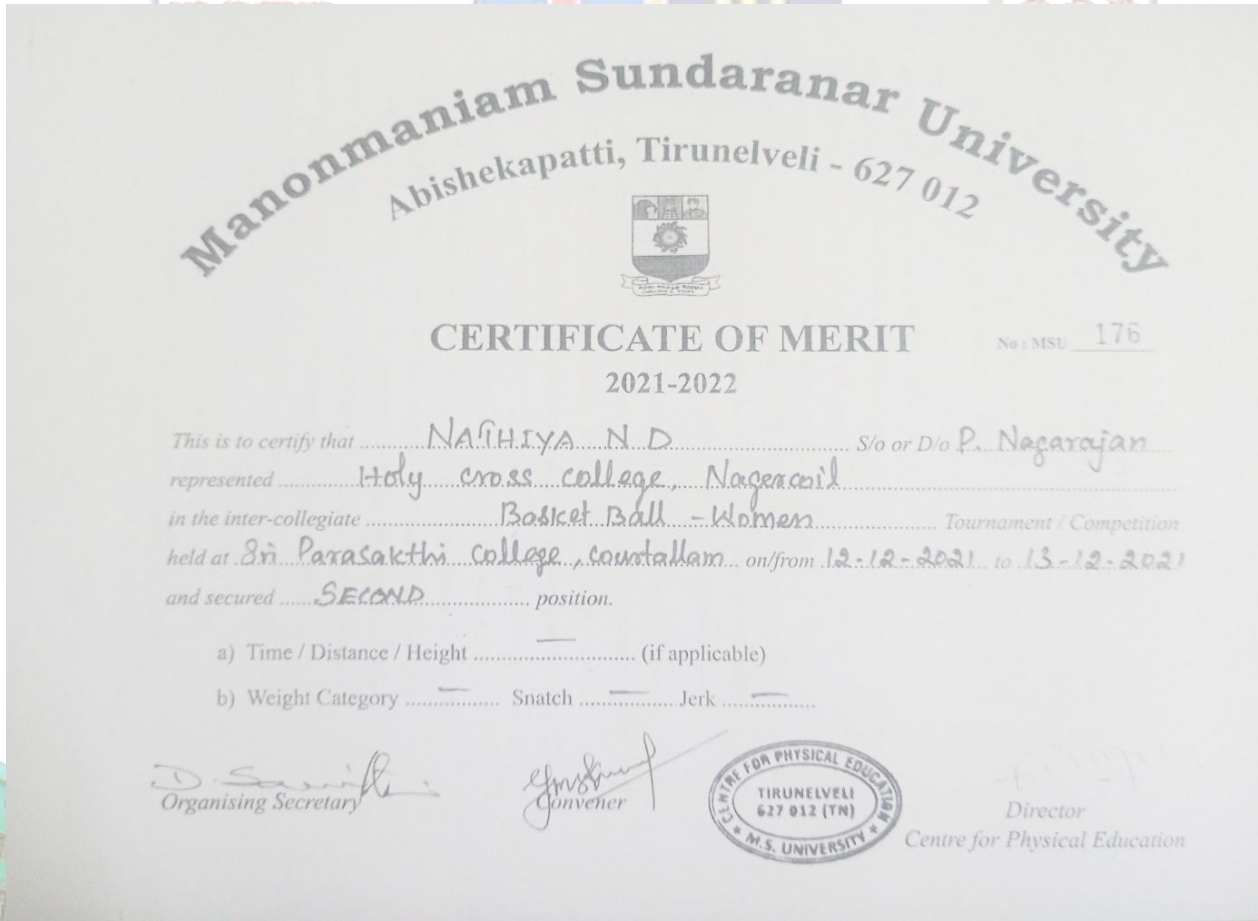 Manonmaniam Sundaranar University
Abishekapatti, Tirunelveli - 627 012
CERTIFICATE OF MERIT
No : MSU 176
2021-2022
This is to certify that NATHIYA N D S/o or D/o P. Nagarajan
represented Holy cross college, Nagercoil
in the inter-collegiate Basket Ball - Women Tournament / Competition
held at Sri Parasakthi college, courtallam on/from 12-12-2021 to 13-12-2021
and secured SECOND position.
a) Time / Distance / Height — (if applicable)
b) Weight Category — Snatch — Jerk —
Organising Secretary
Convener
CENTRE FOR PHYSICAL EDUCATION
TIRUNELVELI
627 012 (TN)
M.S. UNIVERSITY
Director
Centre for Physical Education